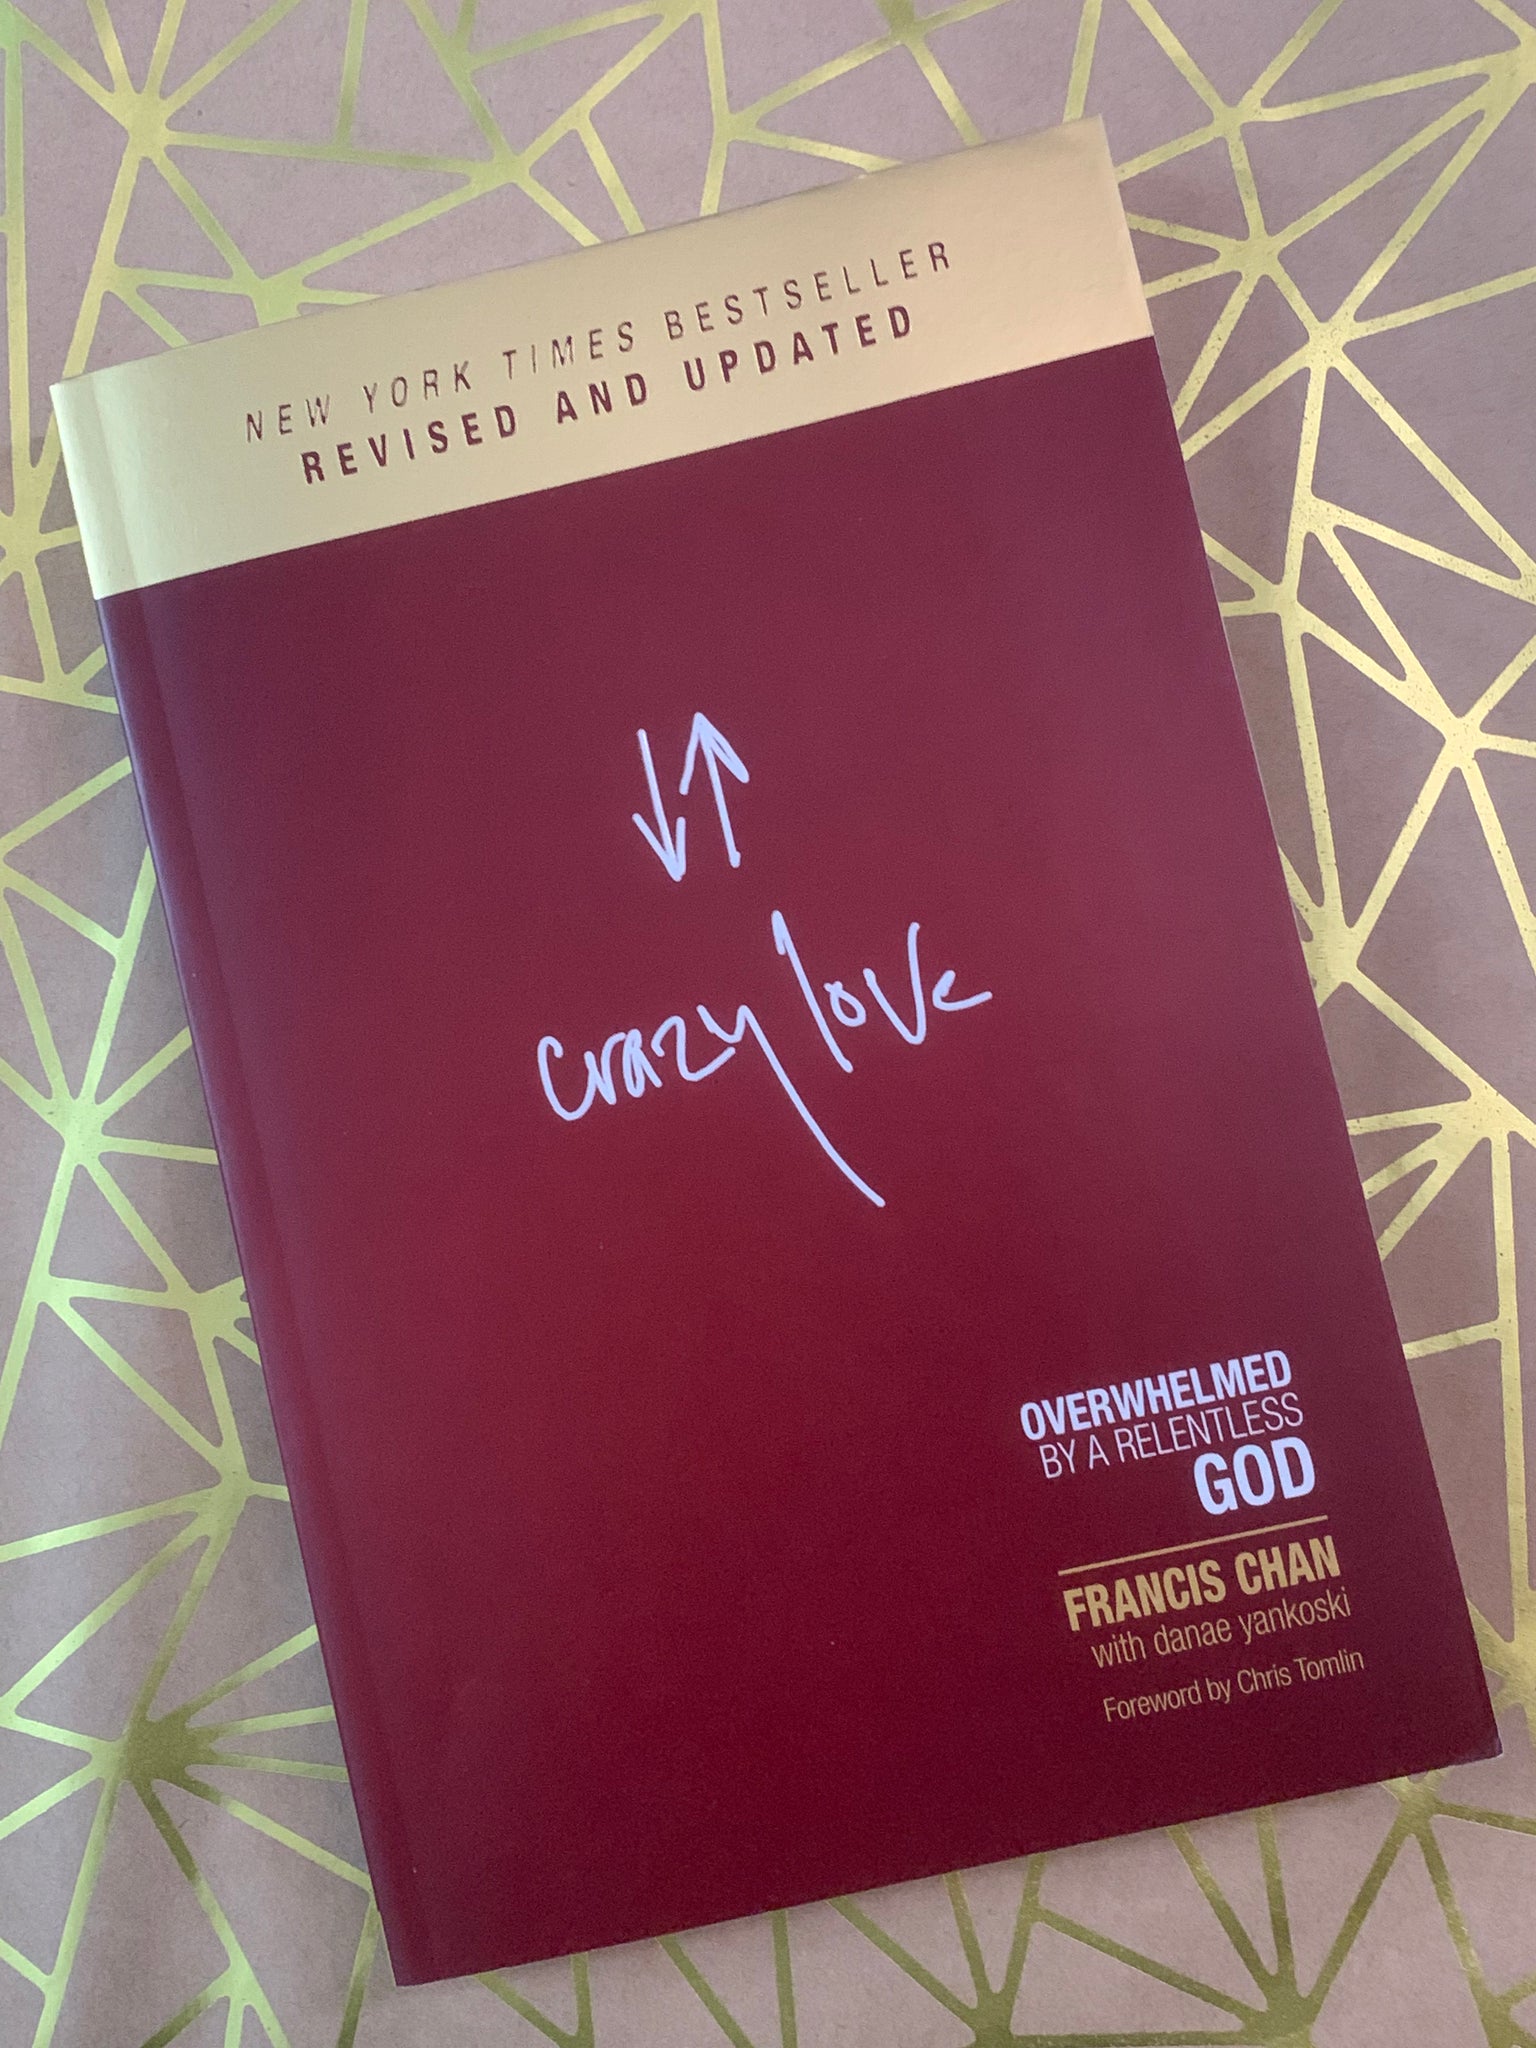 NEW YORK TIMES BESTSELLER
REVISED AND UPDATED
crazy love
OVERWHELMED
BY A RELENTLESS
GOD
FRANCIS CHAN
with danae yankoski
Foreword by Chris Tomlin